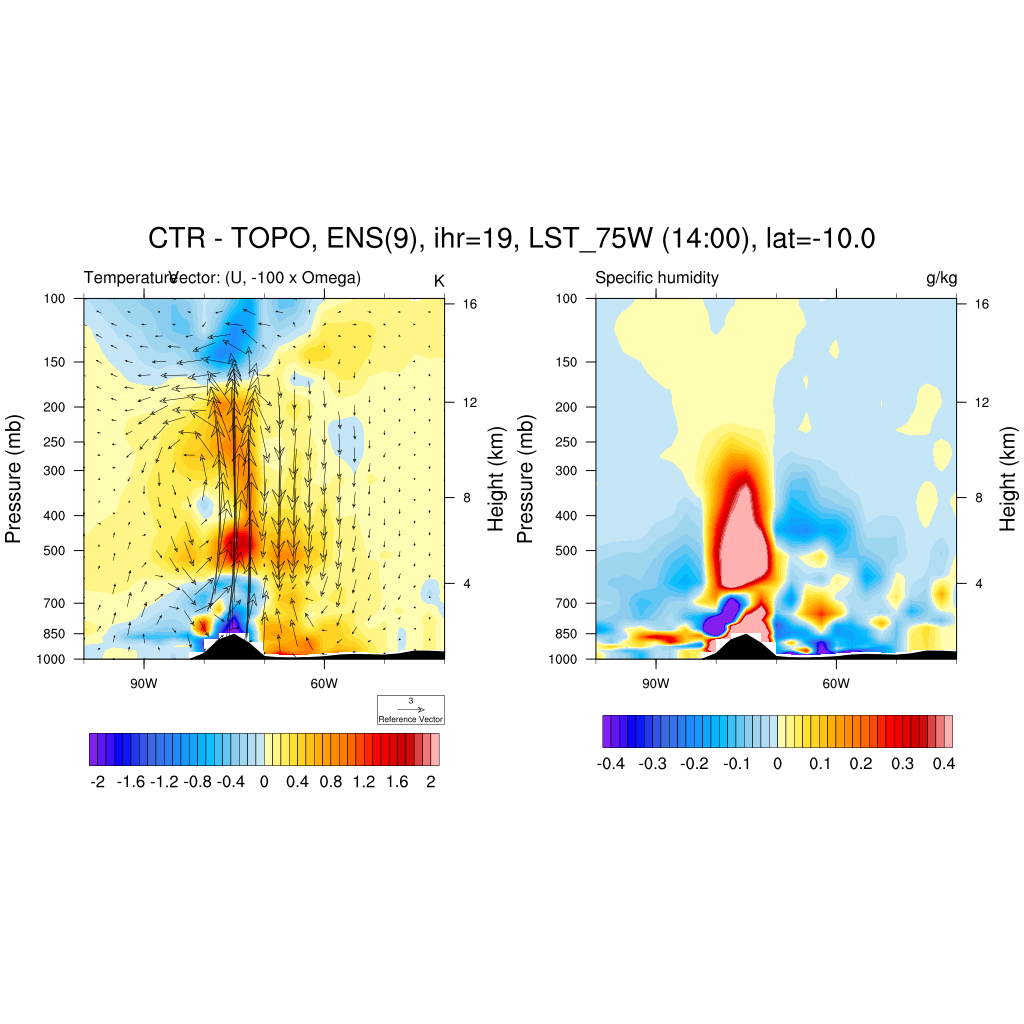 CTR - TOPO, ENS(9), ihr=19, LST_75W (14:00), lat=-10.0
Temperature Vector: (U, -100 x Omega) K
Specific humidity g/kg
100
150
200
250
300
400
500
700
850
1000
Pressure (mb)
16
12
8
4
Height (km)
90W 60W
3
Reference Vector
-2 -1.6 -1.2 -0.8 -0.4 0 0.4 0.8 1.2 1.6 2
100
150
200
250
300
400
500
700
850
1000
Pressure (mb)
16
12
8
4
Height (km)
90W 60W
-0.4 -0.3 -0.2 -0.1 0 0.1 0.2 0.3 0.4